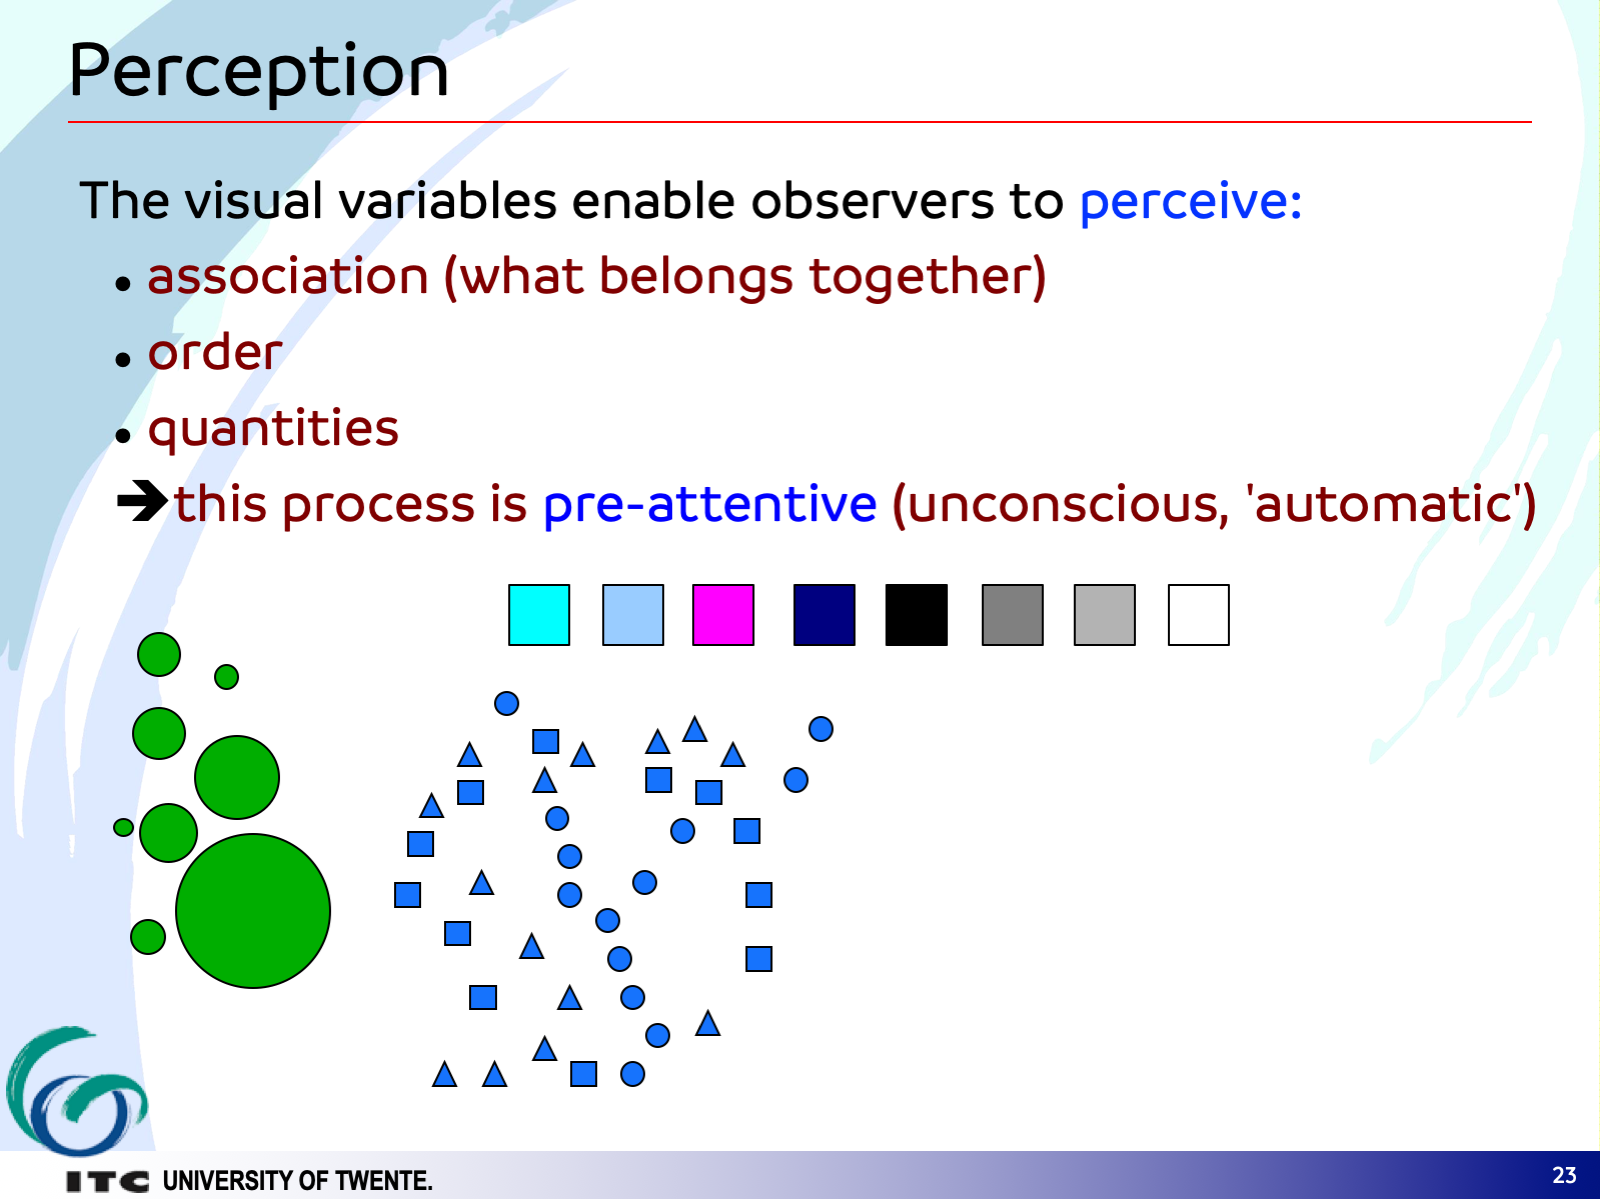 Perception
The visual variables enable observers to perceive:
• association (what belongs together)
• order
• quantities
➔this process is pre-attentive (unconscious, 'automatic')
ITC UNIVERSITY OF TWENTE.
23